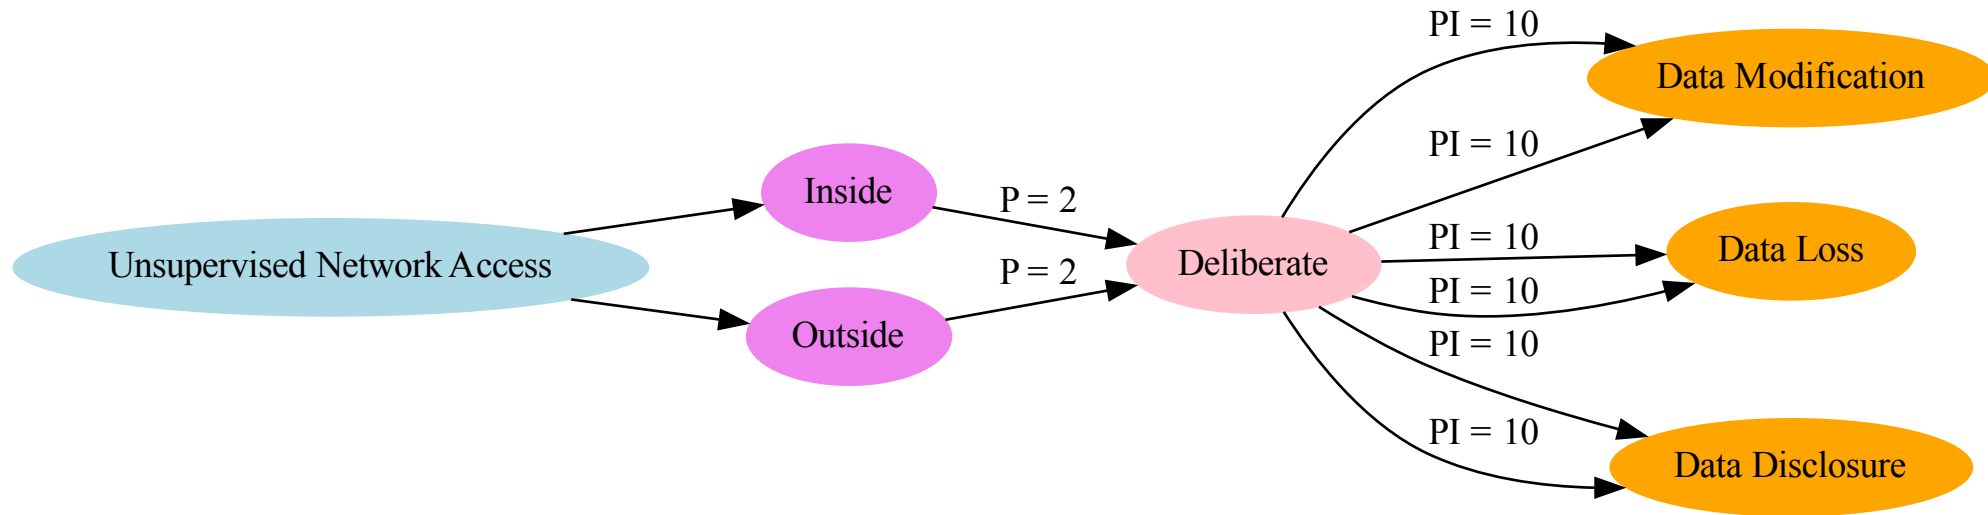 Unsupervised Network Access
Inside
Outside
P = 2
P = 2
Deliberate
PI = 10
PI = 10
PI = 10
PI = 10
PI = 10
PI = 10
Data Modification
Data Loss
Data Disclosure